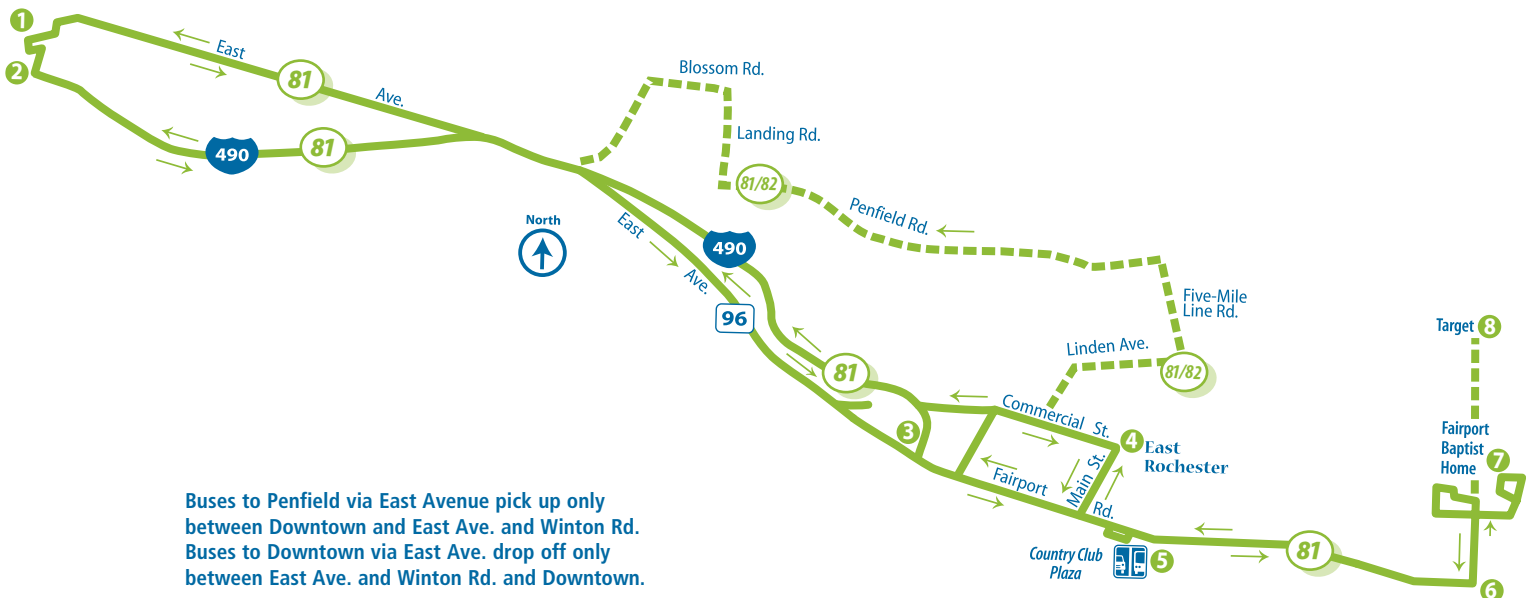 1
2
East
81
Ave.
490
81
Blossom Rd.
Landing Rd.
81/82
Penfield Rd.
North
East
Ave.
490
96
Five-Mile
Line Rd.
Linden Ave.
81/82
Target 8
81
3
Commercial St.
4 East
Rochester
Main St.
Fairport
Rd.
Fairport
Baptist
Home
7
Country Club
Plaza
5
81
6
Buses to Penfield via East Avenue pick up only
between Downtown and East Ave. and Winton Rd.
Buses to Downtown via East Ave. drop off only
between East Ave. and Winton Rd. and Downtown.